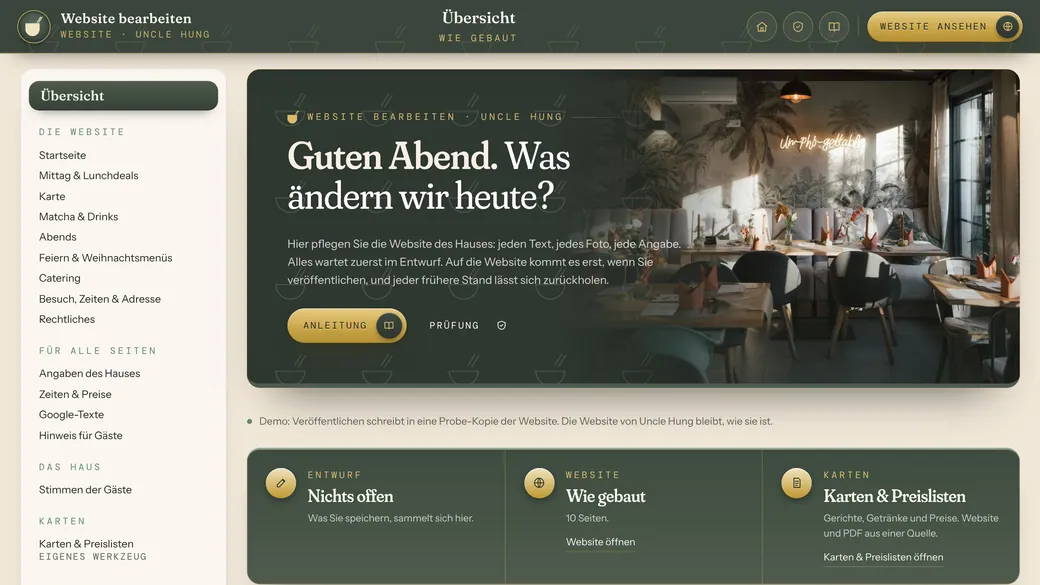 Website bearbeiten
WEBSITE · UNCLE HUNG
Übersicht
WIE GEBAUT
WEBSITE ANSEHEN
Übersicht
DIE WEBSITE
Startseite
Mittag & Lunchdeals
Karte
Matcha & Drinks
Abends
Feiern & Weihnachtsmenüs
Catering
Besuch, Zeiten & Adresse
Rechtliches
FÜR ALLE SEITEN
Angaben des Hauses
Zeiten & Preise
Google-Texte
Hinweis für Gäste
DAS HAUS
Stimmen der Gäste
KARTEN
Karten & Preislisten
EIGENES WERKZEUG
WEBSITE BEARBEITEN · UNCLE HUNG
Guten Abend. Was
ändern wir heute?
Hier pflegen Sie die Website des Hauses: jeden Text, jedes Foto, jede Angabe.
Alles wartet zuerst im Entwurf. Auf die Website kommt es erst, wenn Sie
veröffentlichen, und jeder frühere Stand lässt sich zurückholen.
ANLEITUNG
PRÜFUNG
Demo: Veröffentlichen schreibt in eine Probe-Kopie der Website. Die Website von Uncle Hung bleibt, wie sie ist.
ENTWURF
Nichts offen
Was Sie speichern, sammelt sich hier.
WEBSITE
Wie gebaut
10 Seiten.
Website öffnen
KARTEN
Karten & Preislisten
Gerichte, Getränke und Preise. Website
und PDF aus einer Quelle.
Karten & Preislisten öffnen